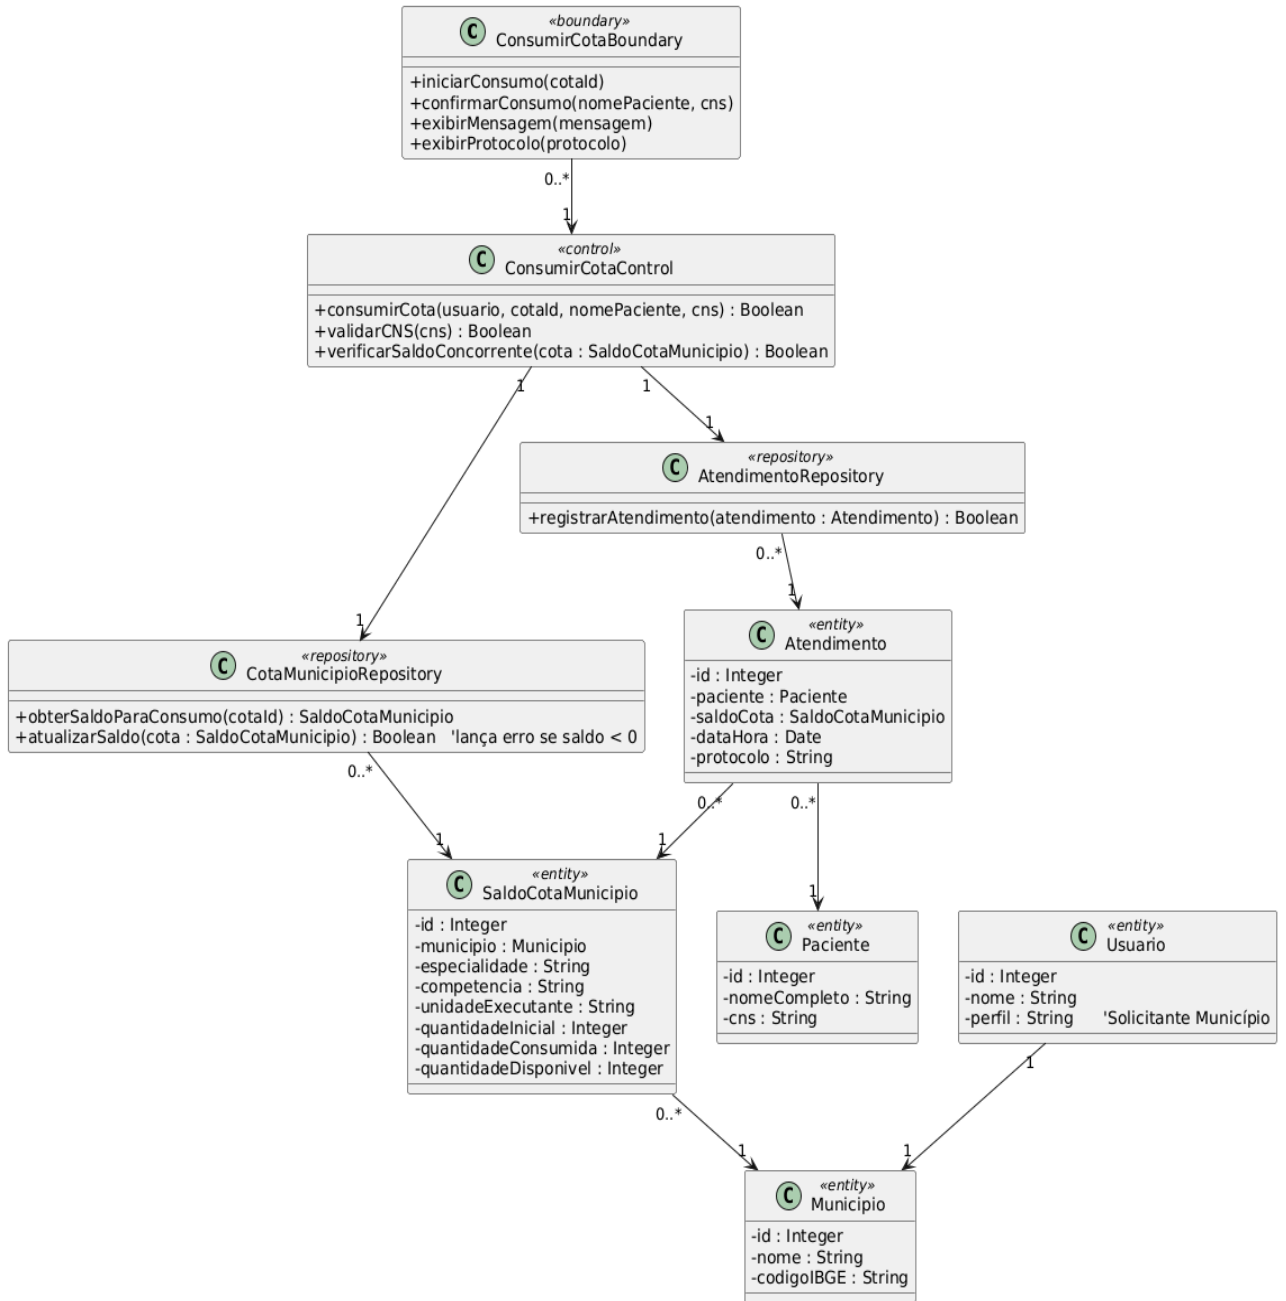 «boundary»
C ConsumirCotaBoundary
+iniciarConsumo(cotaId)
+confirmarConsumo(nomePaciente, cns)
+exibirMensagem(mensagem)
+exibirProtocolo(protocolo)
0..*
1
«control»
C ConsumirCotaControl
+consumirCota(usuario, cotaId, nomePaciente, cns) : Boolean
+validarCNS(cns) : Boolean
+verificarSaldoConcorrente(cota : SaldoCotaMunicipio) : Boolean
1
1
1
«repository»
C AtendimentoRepository
+registrarAtendimento(atendimento : Atendimento) : Boolean
0..*
1
1
«repository»
C CotaMunicipioRepository
+obterSaldoParaConsumo(cotaId) : SaldoCotaMunicipio
+atualizarSaldo(cota : SaldoCotaMunicipio) : Boolean 'lança erro se saldo < 0
«entity»
C Atendimento
-id : Integer
-paciente : Paciente
-saldoCota : SaldoCotaMunicipio
-dataHora : Date
-protocolo : String
0..*
0..*
0..*
1
1
1
«entity»
C SaldoCotaMunicipio
-id : Integer
-municipio : Municipio
-especialidade : String
-competencia : String
-unidadeExecutante : String
-quantidadeInicial : Integer
-quantidadeConsumida : Integer
-quantidadeDisponivel : Integer
«entity»
C Paciente
-id : Integer
-nomeCompleto : String
-cns : String
«entity»
C Usuario
-id : Integer
-nome : String
-perfil : String 'Solicitante Município
0..*
1
1
1
«entity»
C Municipio
-id : Integer
-nome : String
-codigoIBGE : String